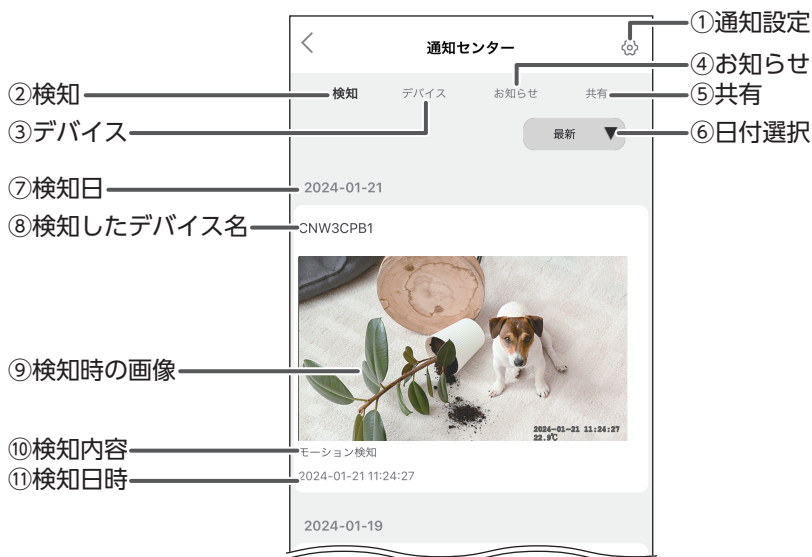 ①通知設定
通知センター
④お知らせ
②検知
検知
デバイス
お知らせ
共有
⑤共有
③デバイス
最新 ▼
⑥日付選択
⑦検知日
2024-01-21
⑧検知したデバイス名
CNW3CPB1
⑨検知時の画像
2024-01-21 11:24:27
22.9℃
⑩検知内容
モーション検知
⑪検知日時
2024-01-21 11:24:27
2024-01-19